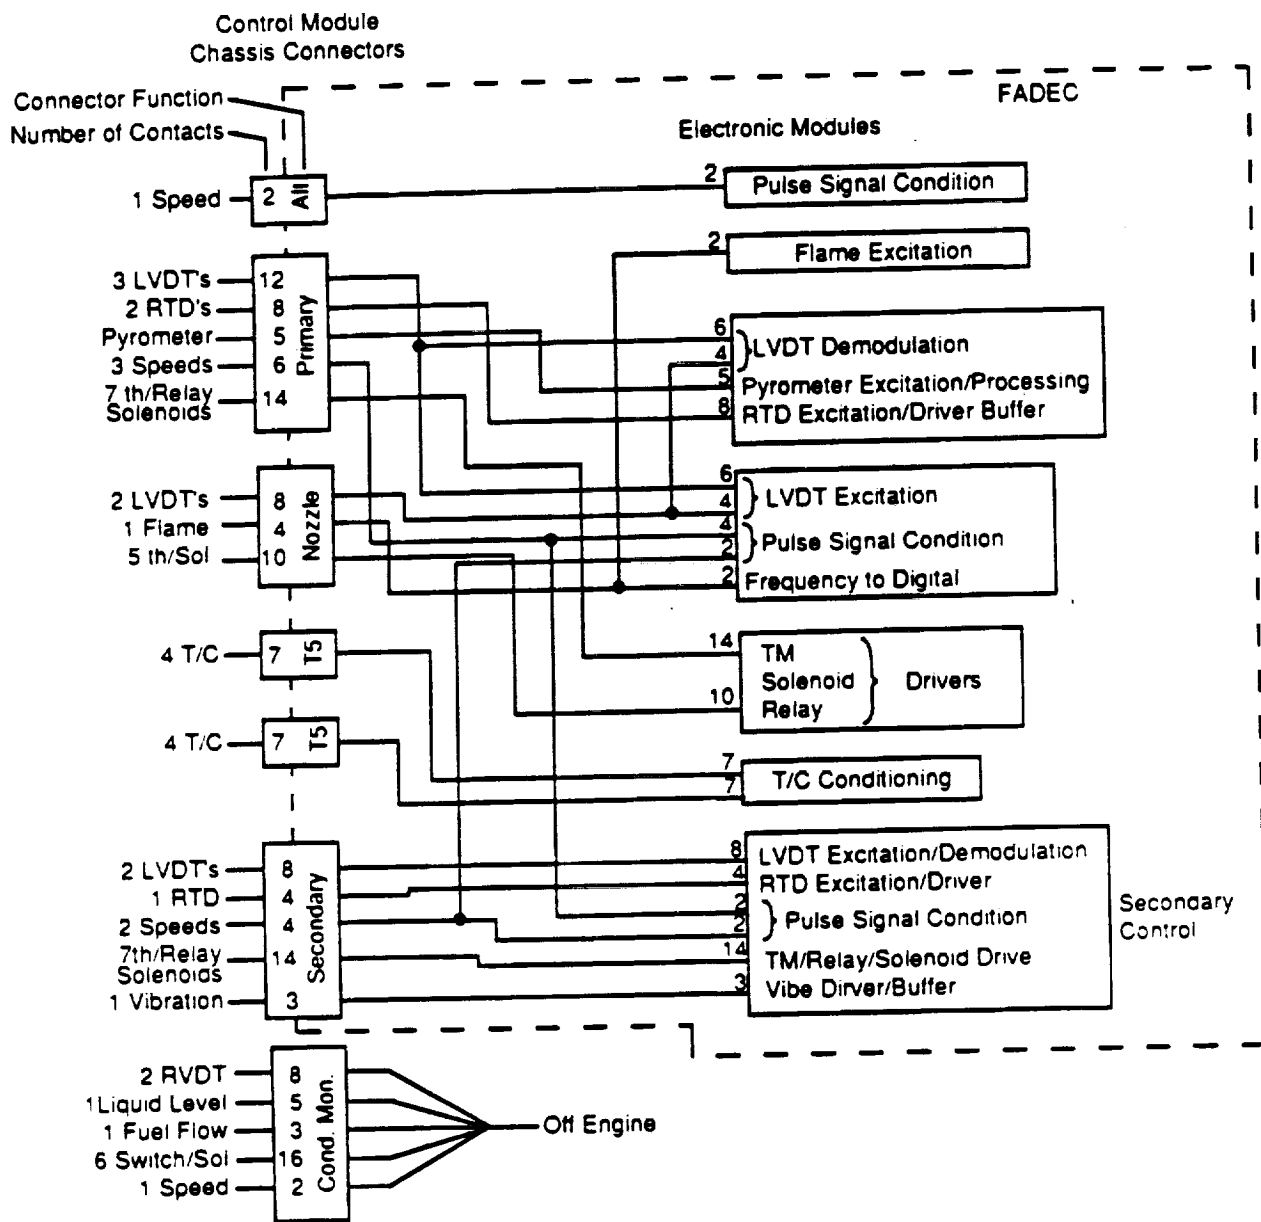 Control Module
Chassis Connectors
Connector Function
Number of Contacts
FADEC
Electronic Modules
1 Speed
2
All
2
Pulse Signal Condition
2
Flame Excitation
3 LVDT's
12
2 RTD's
8
Pyrometer
5
3 Speeds
6
7 th/Relay
Solenoids
14
Primary
6
4
LVDT Demodulation
5
Pyrometer Excitation/Processing
8
RTD Excitation/Driver Buffer
2 LVDT's
8
1 Flame
4
5 th/Sol
10
Nozzle
6
4
LVDT Excitation
4
2
Pulse Signal Condition
2
Frequency to Digital
4 T/C
7
T5
14
TM
Solenoid
10
Relay
Drivers
4 T/C
7
T5
7
7
T/C Conditioning
2 LVDT's
8
1 RTD
4
2 Speeds
4
7th/Relay
Solenoids
14
1 Vibration
3
Secondary
8
LVDT Excitation/Demodulation
4
RTD Excitation/Driver
2
2
Pulse Signal Condition
14
TM/Relay/Solenoid Drive
3
Vibe Dirver/Buffer
Secondary
Control
2 RVDT
8
1Liquid Level
5
1 Fuel Flow
3
6 Switch/Sol
16
1 Speed
2
Cond. Mon.
Off Engine